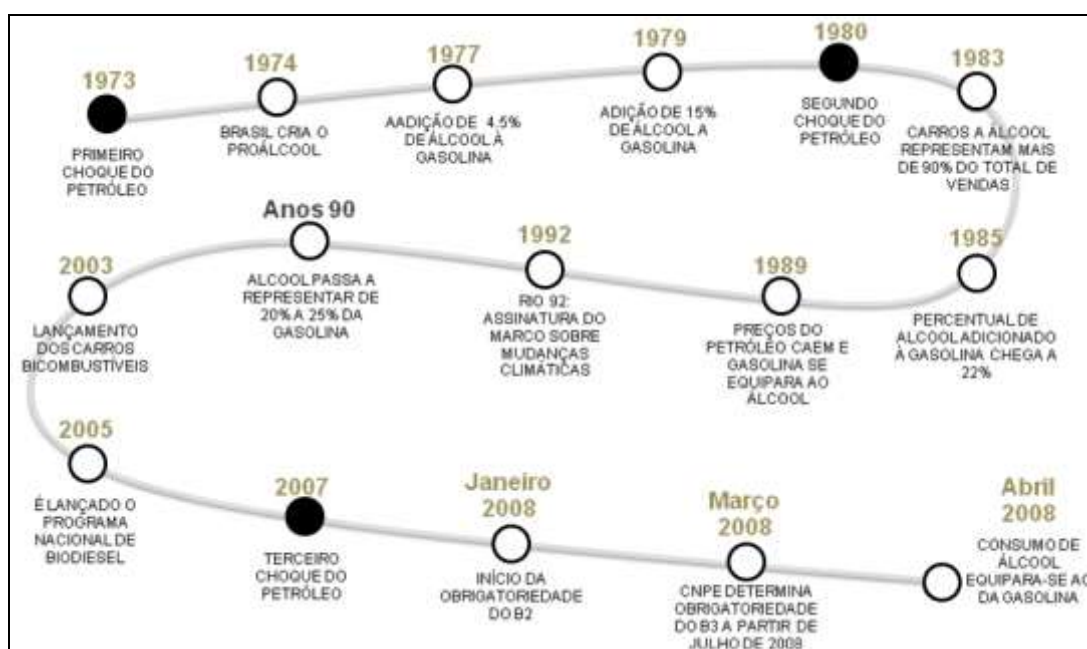 1973
PRIMEIRO
CHOQUE DO
PETRÓLEO
1974
BRASIL CRIA O
PROÁLCOOL
1977
AADIÇÃO DE 4,5%
DE ÁLCOOL À
GASOLINA
1979
ADIÇÃO DE 15%
DE ÁLCOOL A
GASOLINA
1980
SEGUNDO
CHOQUE DO
PETRÓLEO
1983
CARROS A ÁLCOOL
REPRESENTAM MAIS
DE 90% DO TOTAL DE
VENDAS
1985
PERCENTUAL DE
ALCOOL ADICIONADO
À GASOLINA CHEGA A
22%
1989
PREÇOS DO
PETRÓLEO CAEM E
GASOLINA SE
EQUIPARA AO
ÁLCOOL
1992
RIO 92:
ASSINATURA DO
MARCO SOBRE
MUDANÇAS
CLIMÁTICAS
Anos 90
ALCOOL PASSA A
REPRESENTAR DE
20% A 25% DA
GASOLINA
2003
LANÇAMENTO
DOS CARROS
BICOMBUSTÍVEIS
2005
É LANÇADO O
PROGRAMA
NACIONAL DE
BIODIESEL
2007
TERCEIRO
CHOQUE DO
PETRÓLEO
Janeiro
2008
INÍCIO DA
OBRIGATORIEDADE
DO B2
Março
2008
CNPE DETERMINA
OBRIGATORIEDADE
DO B3 A PARTIR DE
JULHO DE 2008
Abril
2008
CONSUMO DE
ÁLCOOL
EQUIPARA-SE AO
DA GASOLINA